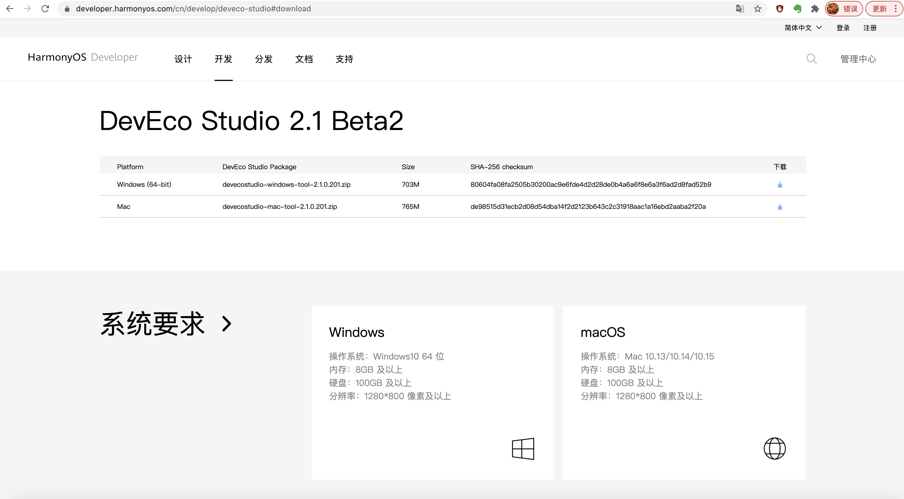 developer.harmonyos.com/cn/develop/deveco-studio#download
错误
更新
简体中文 登录 注册
HarmonyOS Developer 设计 开发 分发 文档 支持 管理中心
DevEco Studio 2.1 Beta2
Platform DevEco Studio Package Size SHA-256 checksum 下载
Windows (64-bit) devecostudio-windows-tool-2.1.0.201.zip 703M 80604fa08fa2505b30200ac9e6fde4d2d28de0b4a6a6f8e6a3f6ad2d8fad52b9
Mac devecostudio-mac-tool-2.1.0.201.zip 765M de98515d31ecb2d08d54dba14f2d2123b643c2c31918aac1a16ebd2aaba2f20a
系统要求
Windows
操作系统：Windows10 64 位
内存：8GB 及以上
硬盘：100GB 及以上
分辨率：1280*800 像素及以上
macOS
操作系统：Mac 10.13/10.14/10.15
内存：8GB 及以上
硬盘：100GB 及以上
分辨率：1280*800 像素及以上